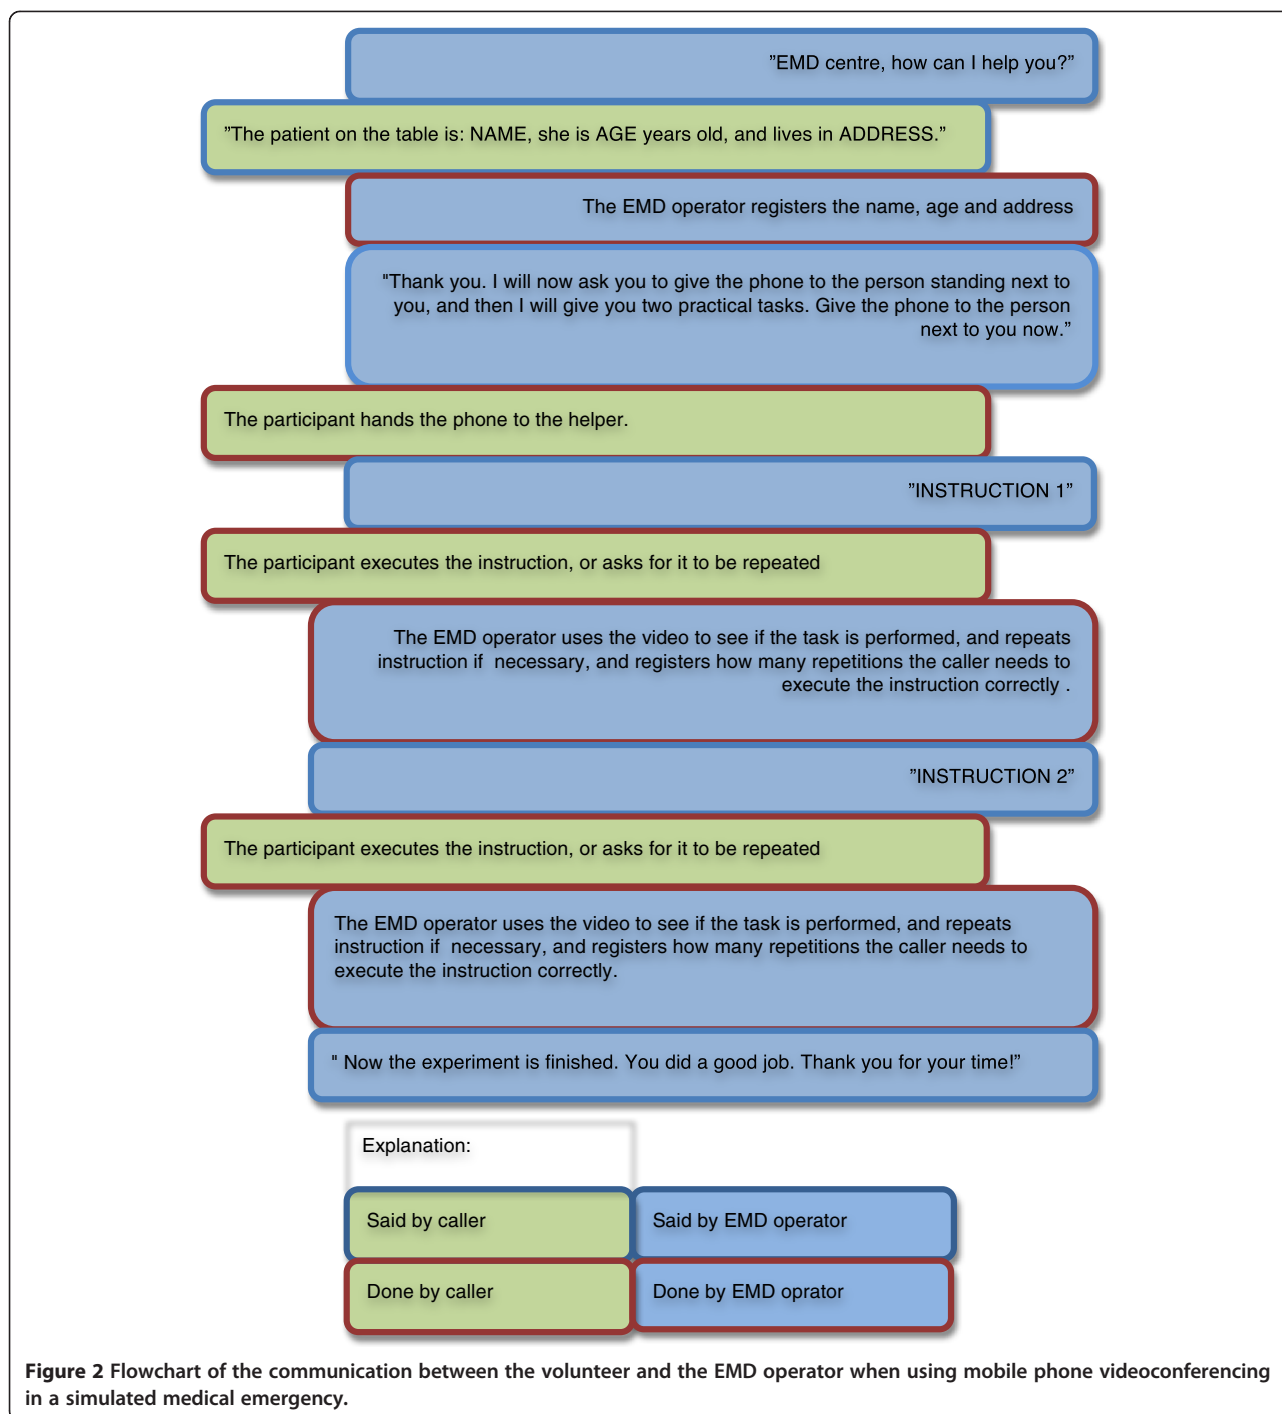 ”EMD centre, how can I help you?”
”The patient on the table is: NAME, she is AGE years old, and lives in ADDRESS.”
The EMD operator registers the name, age and address
"Thank you. I will now ask you to give the phone to the person standing next to
you, and then I will give you two practical tasks. Give the phone to the person
next to you now.”
The participant hands the phone to the helper.
”INSTRUCTION 1”
The participant executes the instruction, or asks for it to be repeated
The EMD operator uses the video to see if the task is performed, and repeats
instruction if  necessary, and registers how many repetitions the caller needs to
execute the instruction correctly .
”INSTRUCTION 2”
The participant executes the instruction, or asks for it to be repeated
The EMD operator uses the video to see if the task is performed, and repeats
instruction if  necessary, and registers how many repetitions the caller needs to
execute the instruction correctly.
" Now the experiment is finished. You did a good job. Thank you for your time!”
Explanation:
Said by caller
Said by EMD operator
Done by caller
Done by EMD oprator
Figure 2 Flowchart of the communication between the volunteer and the EMD operator when using mobile phone videoconferencing
in a simulated medical emergency.